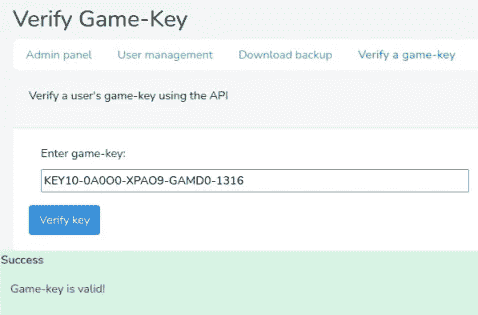 Verify Game-Key
Admin panel User management Download backup Verify a game-key
Verify a user's game-key using the API
Enter game-key:
KEY10-0A0O0-XPAO9-GAMD0-1316
Verify key
Success
Game-key is valid!